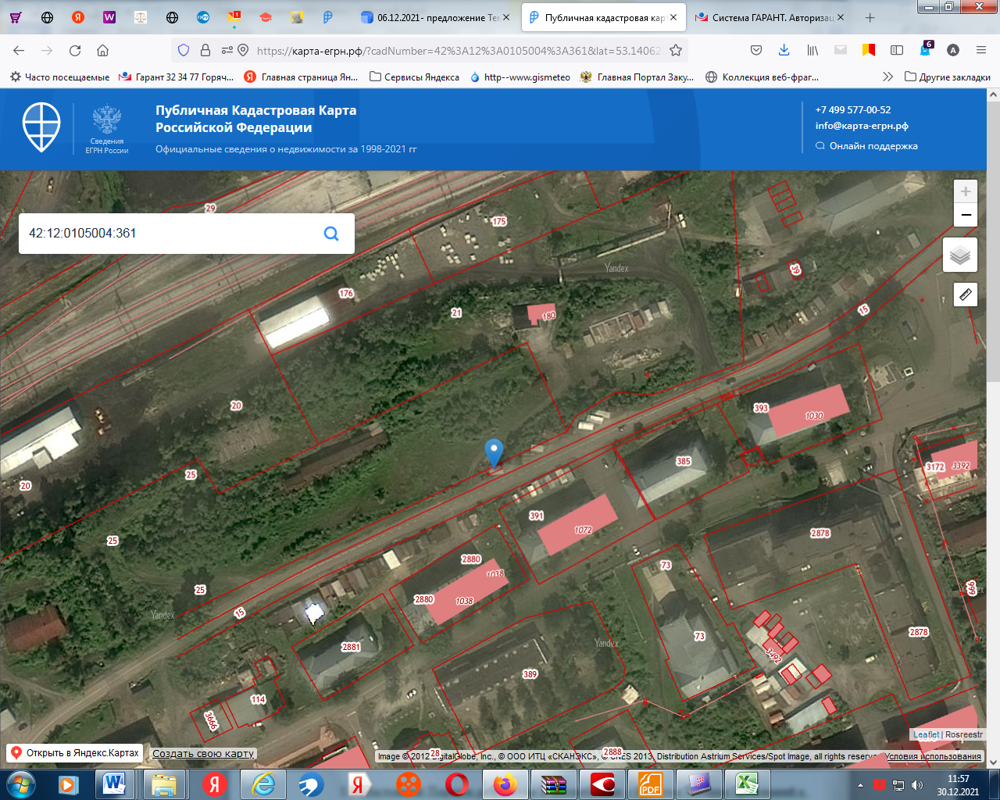 06.12.2021- предложение Тем
Публичная кадастровая карт
Система ГАРАНТ. Авторизац
https://карта-егрн.рф/?cadNumber=42%3A12%3A0105004%3A361&lat=53.14062
6
A
Часто посещаемые
Гарант 32 34 77 Горяч...
Главная страница Ян...
Сервисы Яндекса
http--www.gismeteo
Главная Портал Заку...
Коллекция веб-фраг...
Другие закладки
Сведения
ЕГРН России
Публичная Кадастровая Карта
Российской Федерации
Официальные сведения о недвижимости за 1998-2021 гг
+7 499 577-00-52
info@карта-егрн.рф
Онлайн поддержка
29
42:12:0105004:361
175
39
Yandex
176
21
180
15
20
393
1030
25
385
3172
3392
20
391
1072
2878
25
2880
1038
73
25
2880
1038
15
666
Yandex
2881
Yandex
73
2878
3492
389
114
3666
28
2888
Leaflet | Rosreestr
Открыть в Яндекс.Картах
Создать свою карту
Image © 2012 DigitalGlobe, Inc., © ООО ИТЦ «СКАНЭКС», © CNES 2013, Distribution Astrium Services/Spot Image, all rights reserv
Условия использования
11:57
30.12.2021